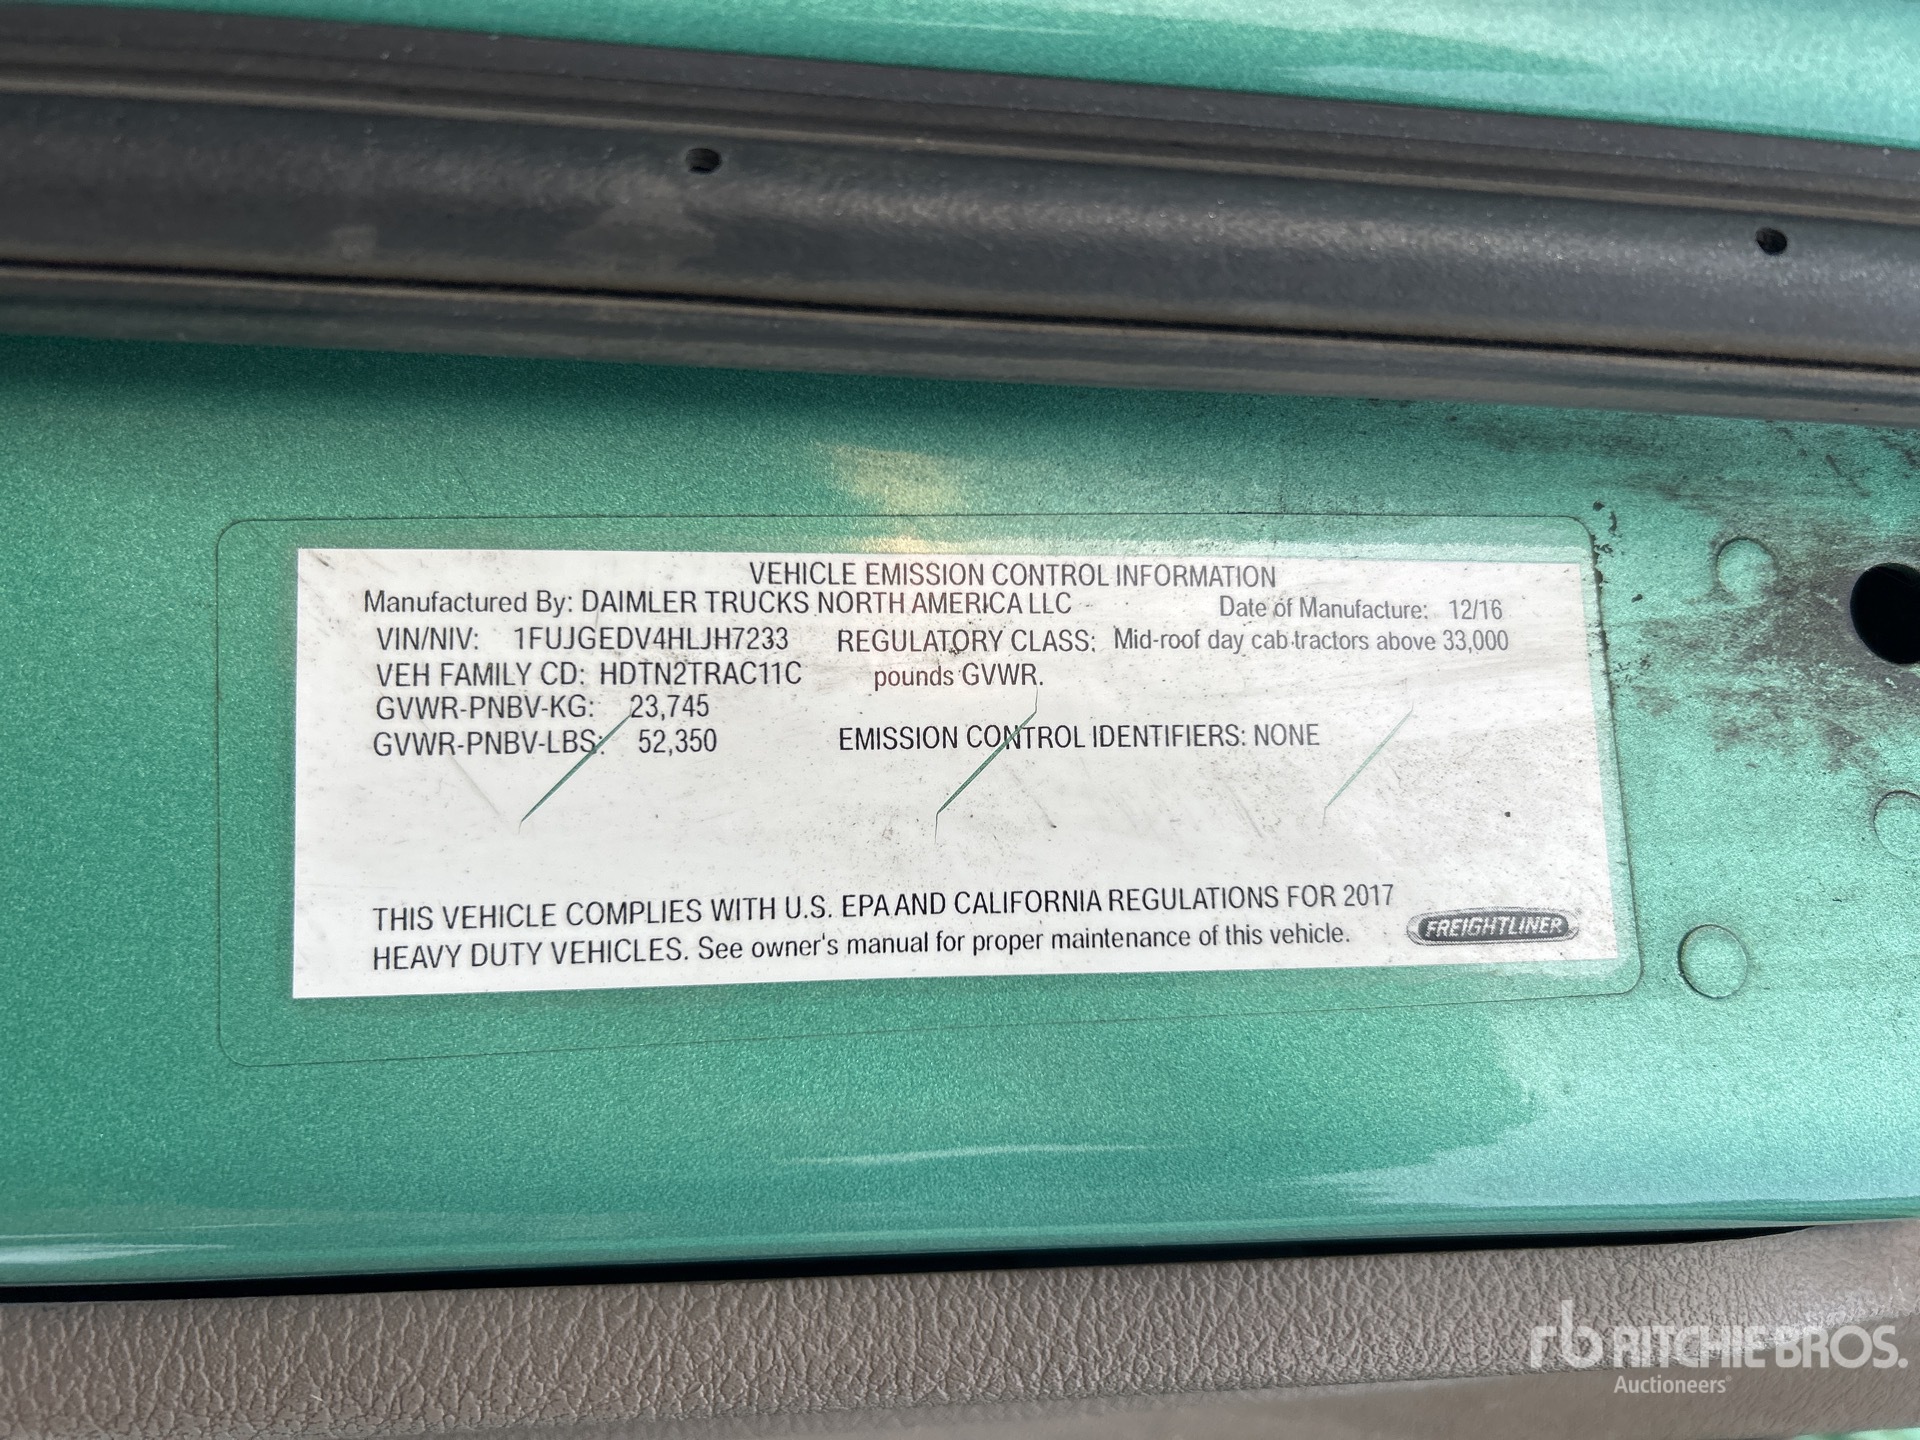 VEHICLE EMISSION CONTROL INFORMATION
Manufactured By: DAIMLER TRUCKS NORTH AMERICA LLC Date of Manufacture: 12/16
VIN/NIV: 1FUJGEDV4HLJH7233 REGULATORY CLASS: Mid-roof day cab tractors above 33,000
VEH FAMILY CD: HDTN2TRAC11C pounds GVWR.
GVWR-PNBV-KG: 23,745
GVWR-PNBV-LBS: 52,350 EMISSION CONTROL IDENTIFIERS: NONE
THIS VEHICLE COMPLIES WITH U.S. EPA AND CALIFORNIA REGULATIONS FOR 2017
HEAVY DUTY VEHICLES. See owner's manual for proper maintenance of this vehicle.
FREIGHTLINER
rb RITCHIE BROS.
Auctioneers